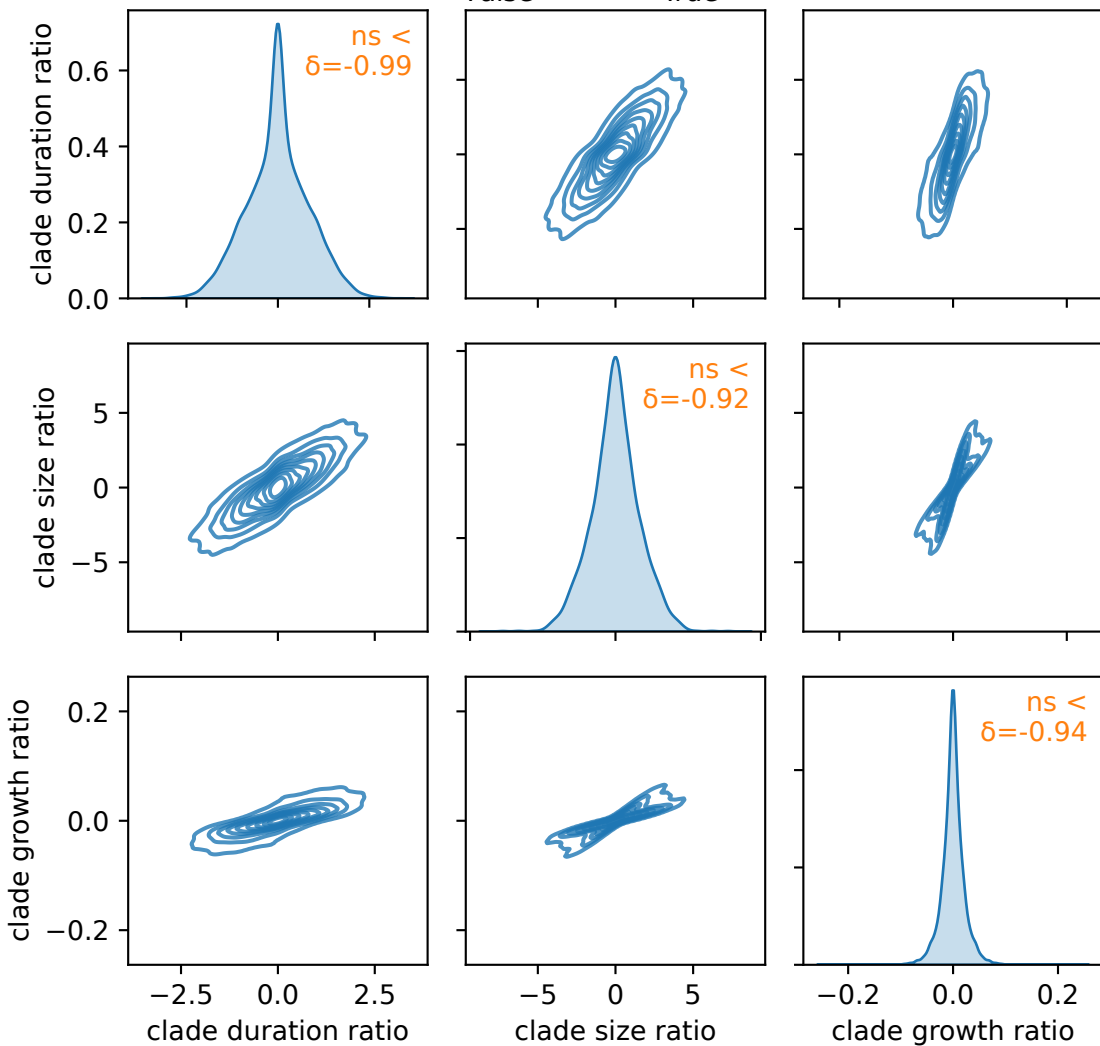 clade duration ratio
0.6
0.4
0.2
0.0
ns <
δ=-0.99
clade size ratio
5
0
−5
ns <
δ=-0.92
clade growth ratio
0.2
0.0
−0.2
ns <
δ=-0.94
−2.5 0.0 2.5
clade duration ratio
−5 0 5
clade size ratio
−0.2 0.0 0.2
clade growth ratio